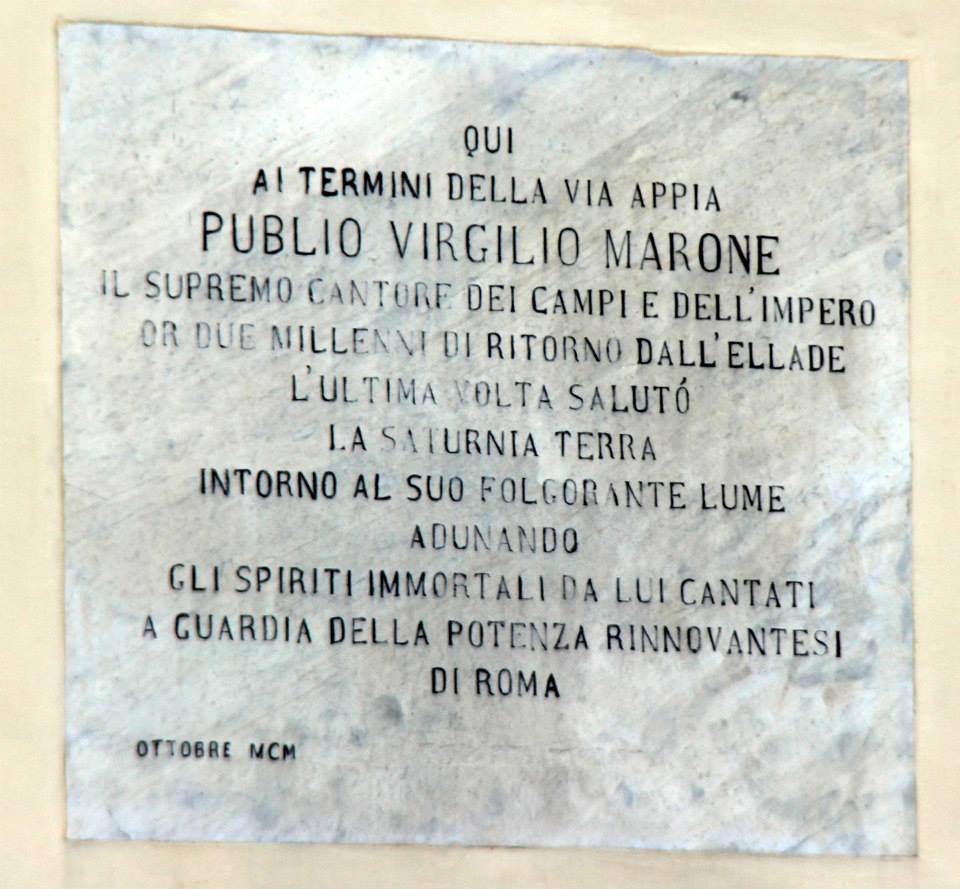 QUI
AI TERMINI DELLA VIA APPIA
PUBLIO VIRGILIO MARONE
IL SUPREMO CANTORE DEI CAMPI E DELL'IMPERO
OR DUE MILLENNI DI RITORNO DALL'ELLADE
L'ULTIMA VOLTA SALUTÓ
LA SATURNIA TERRA
INTORNO AL SUO FOLGORANTE LUME
ADUNANDO
GLI SPIRITI IMMORTALI DA LUI CANTATI
A GUARDIA DELLA POTENZA RINNOVANTESI
DI ROMA
OTTOBRE MCM